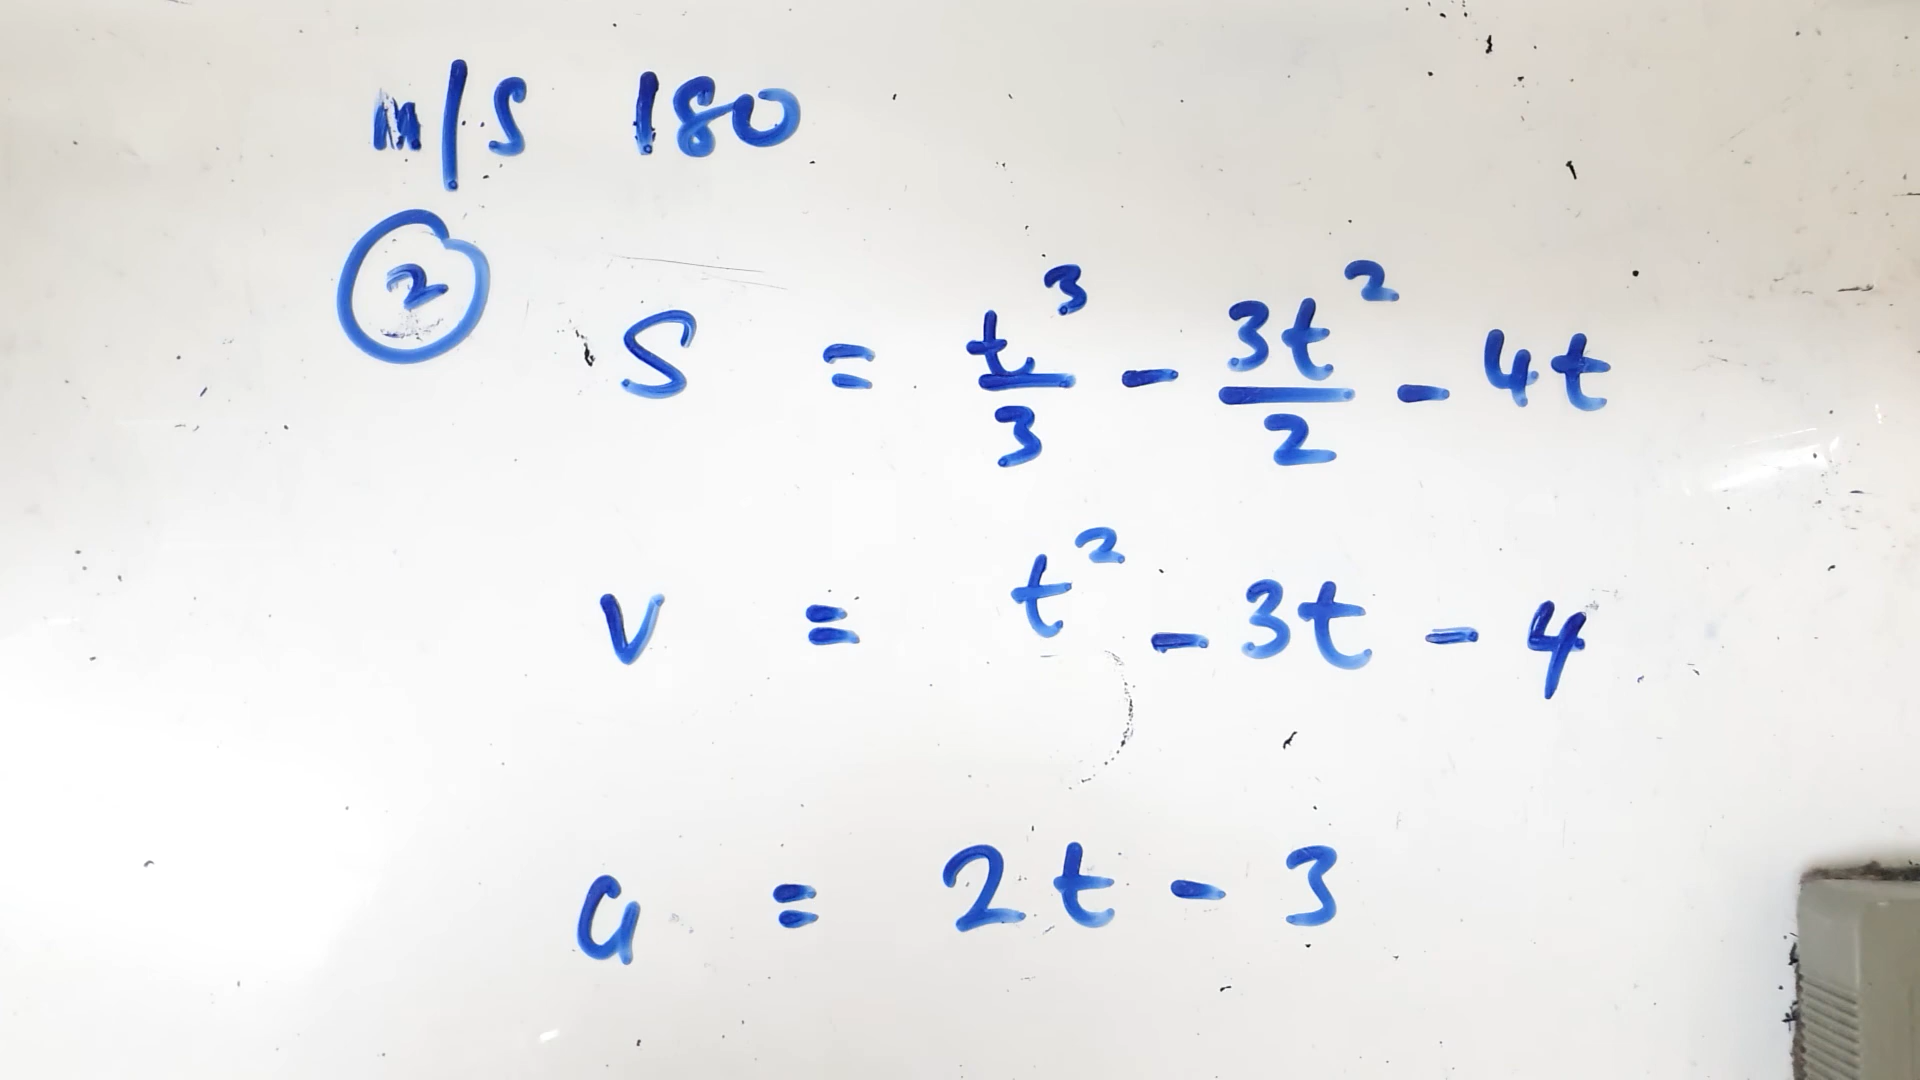 m/s 180
② S = t³/3 - 3t²/2 - 4t
v = t² - 3t - 4
a = 2t - 3